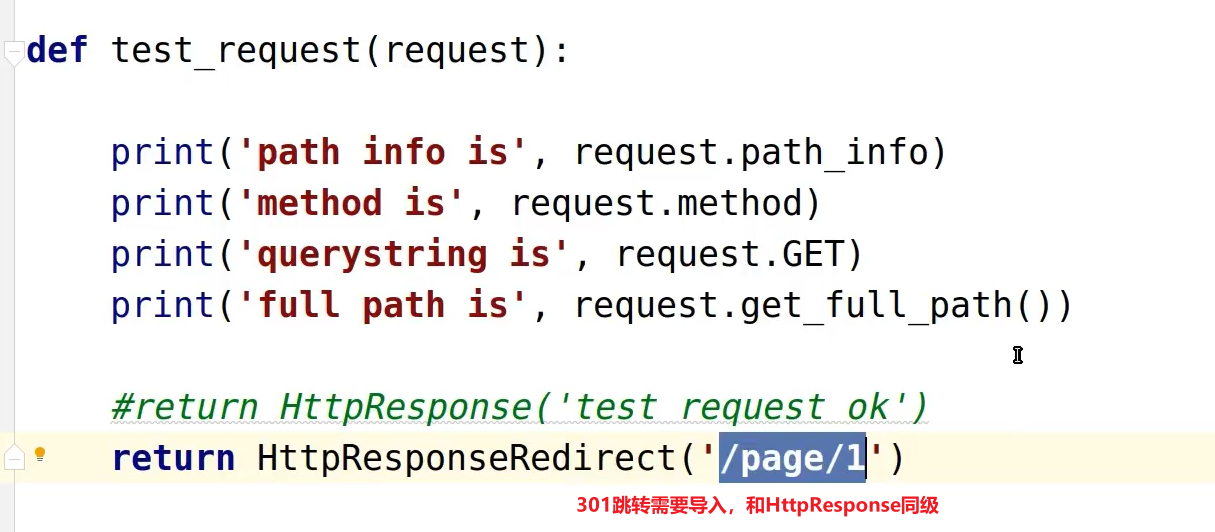 def test_request(request):
print('path info is', request.path_info)
print('method is', request.method)
print('querystring is', request.GET)
print('full path is', request.get_full_path())
#return HttpResponse('test request ok')
return HttpResponseRedirect('/page/1')
301跳转需要导入，和HttpResponse同级